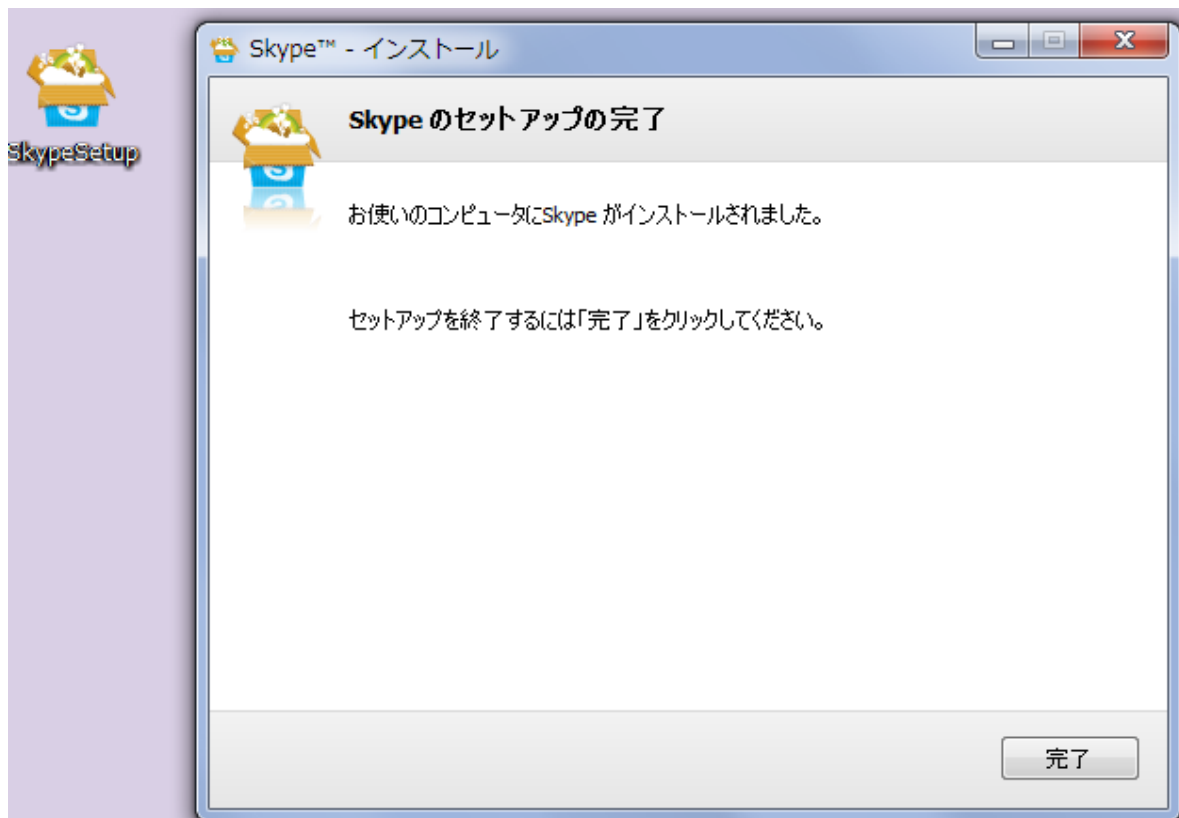 SkypeSetup
Skype™ - インストール
Skype のセットアップの完了
お使いのコンピュータにSkype がインストールされました。
セットアップを終了するには「完了」をクリックしてください。
完了